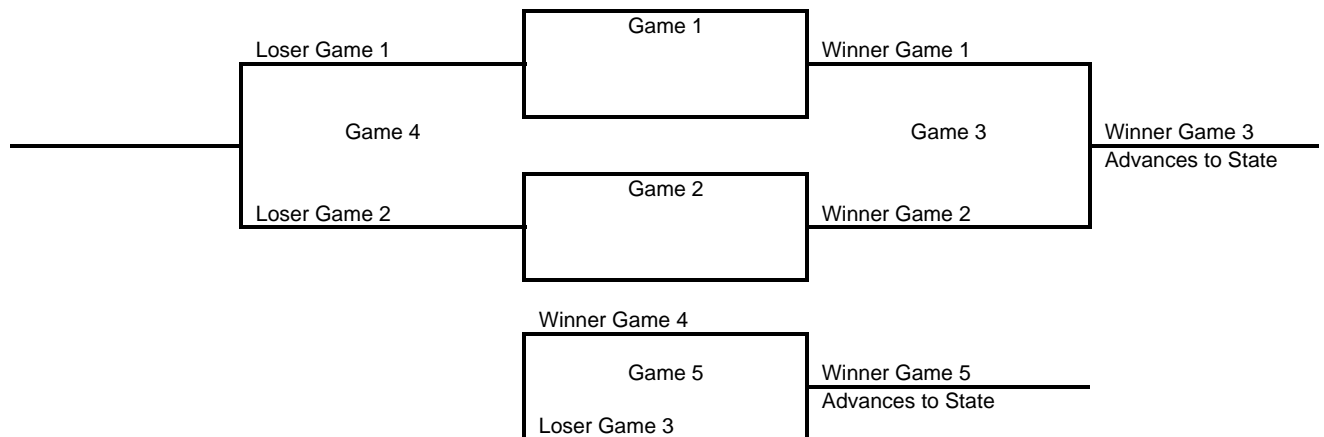 Game 1
Loser Game 1
Winner Game 1
Game 4
Game 3
Winner Game 3
Advances to State
Game 2
Loser Game 2
Winner Game 2
Winner Game 4
Game 5
Winner Game 5
Advances to State
Loser Game 3